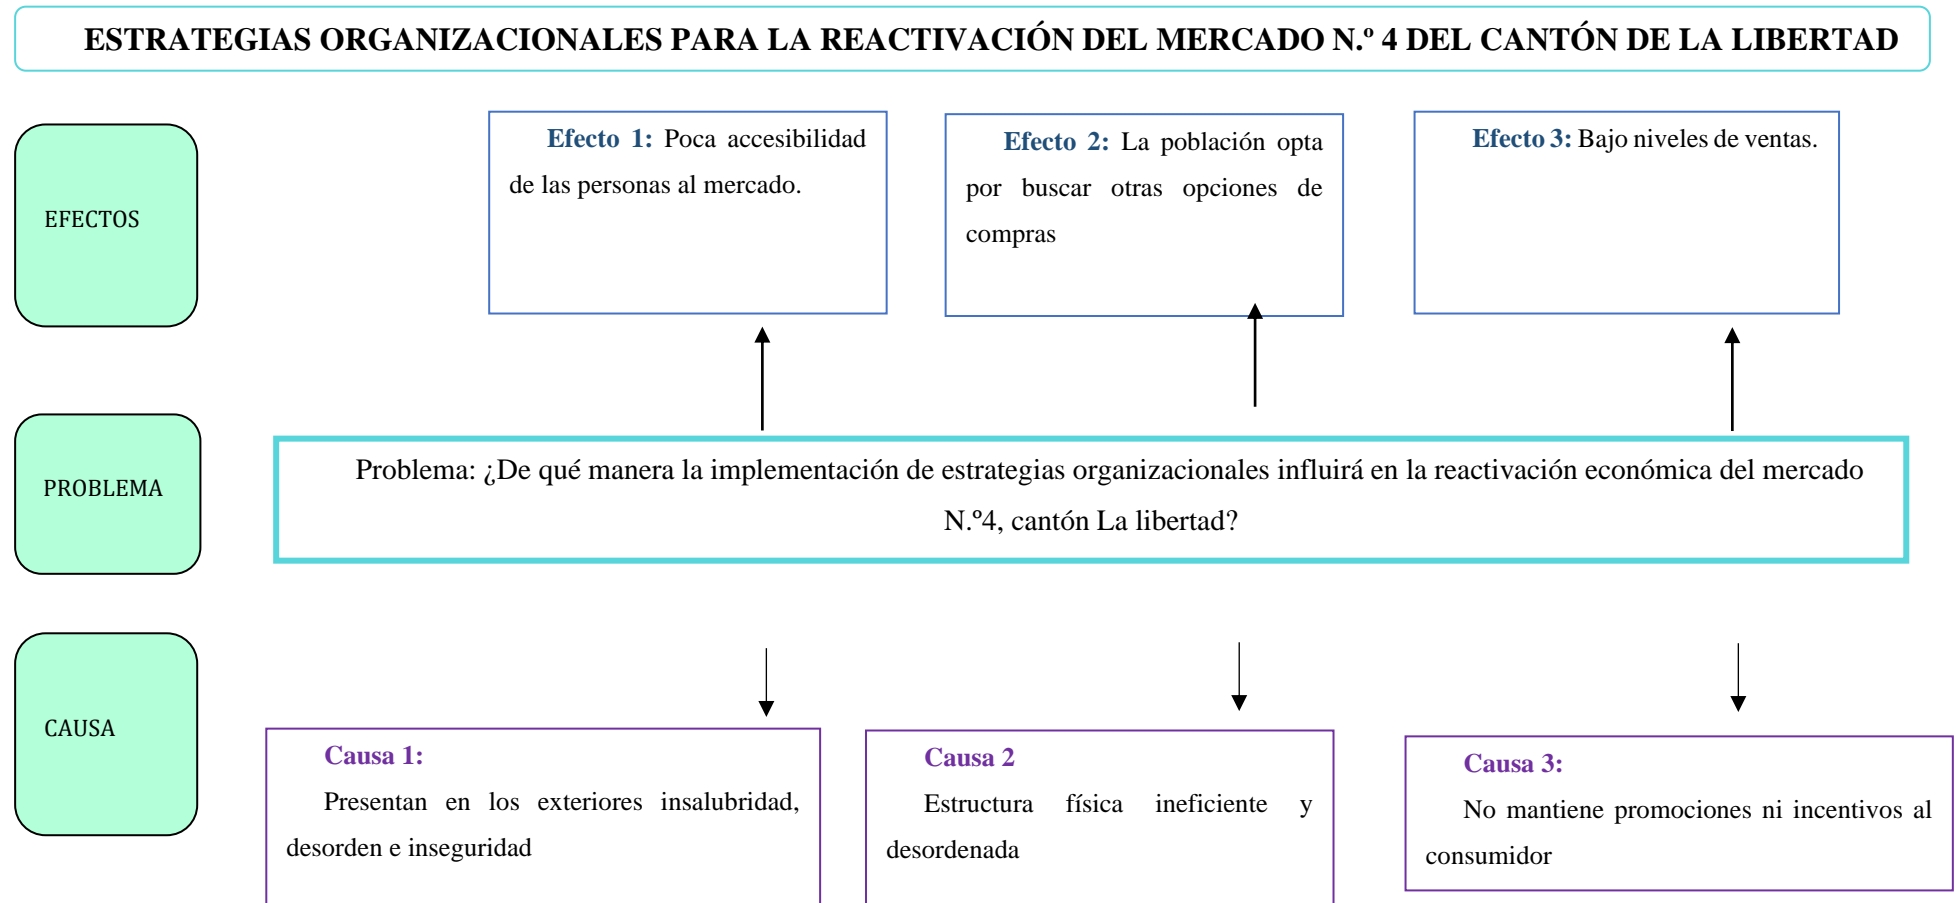 ESTRATEGIAS ORGANIZACIONALES PARA LA REACTIVACIÓN DEL MERCADO N.º 4 DEL CANTÓN DE LA LIBERTAD
EFECTOS
Efecto 1: Poca accesibilidad
de las personas al mercado.
Efecto 2: La población opta
por buscar otras opciones de
compras
Efecto 3: Bajo niveles de ventas.
PROBLEMA
Problema: ¿De qué manera la implementación de estrategias organizacionales influirá en la reactivación económica del mercado
N.º4, cantón La libertad?
CAUSA
Causa 1:
Presentan en los exteriores insalubridad,
desorden e inseguridad
Causa 2
Estructura física ineficiente y
desordenada
Causa 3:
No mantiene promociones ni incentivos al
consumidor